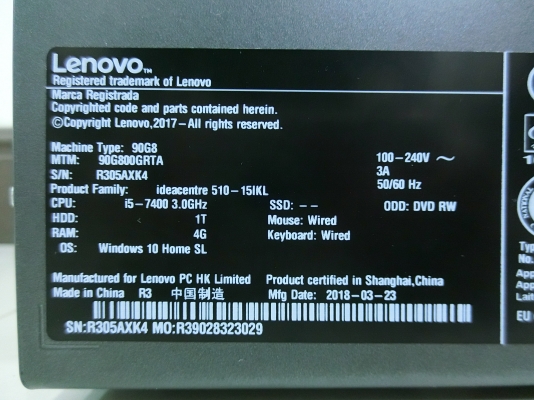 Lenovo™
Registered trademark of Lenovo
Marca Registrada
Copyrighted code and parts contained herein.
©Copyright Lenovo,2017-All rights reserved.
Machine Type: 90G8
MTM: 90G800GRTA
100-240V ~
S/N: R305AXK4
3A
Product Family: ideacentre 510-15IKL
50/60 Hz
CPU: i5-7400 3.0GHz SSD: -- ODD: DVD RW
HDD: 1T Mouse: Wired
RAM: 4G Keyboard: Wired
OS: Windows 10 Home SL
Manufactured for Lenovo PC HK Limited Product certified in Shanghai,China
Made in China R3 中国制造 Mfg Date: 2018-03-23
SN:R305AXK4 MO:R39028323029
No.
EU